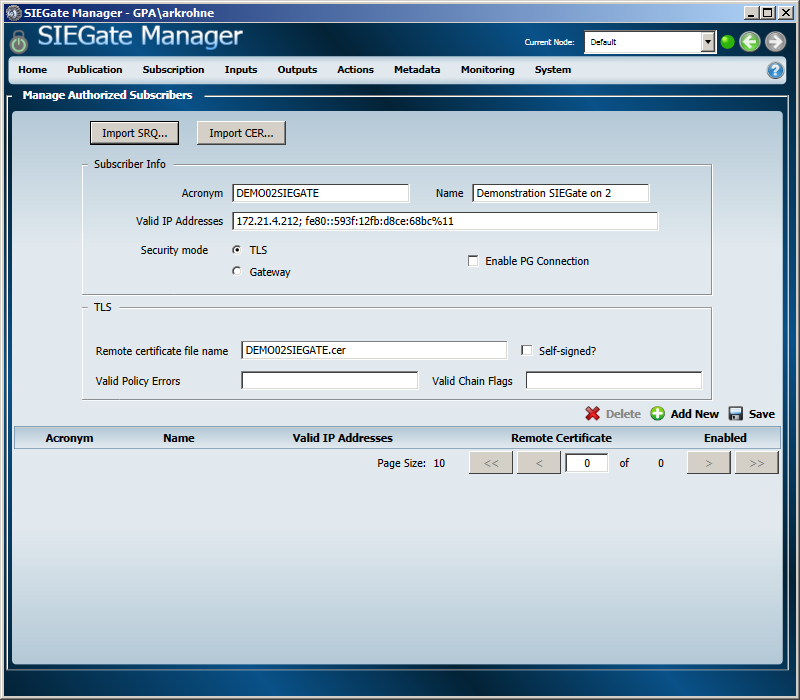 SIEGate Manager - GPA\arkrohne
SIEGate Manager
Current Node: Default
Home Publication Subscription Inputs Outputs Actions Metadata Monitoring System
Manage Authorized Subscribers
Import SRQ... Import CER...
Subscriber Info
Acronym DEMO02SIEGATE Name Demonstration SIEGate on 2
Valid IP Addresses 172.21.4.212; fe80::593f:12fb:d8ce:68bc%11
Security mode TLS
Enable PG Connection
Gateway
TLS
Remote certificate file name DEMO02SIEGATE.cer Self-signed?
Valid Policy Errors Valid Chain Flags
Delete Add New Save
Acronym Name Valid IP Addresses Remote Certificate Enabled
Page Size: 10 << < 0 of 0 > >>